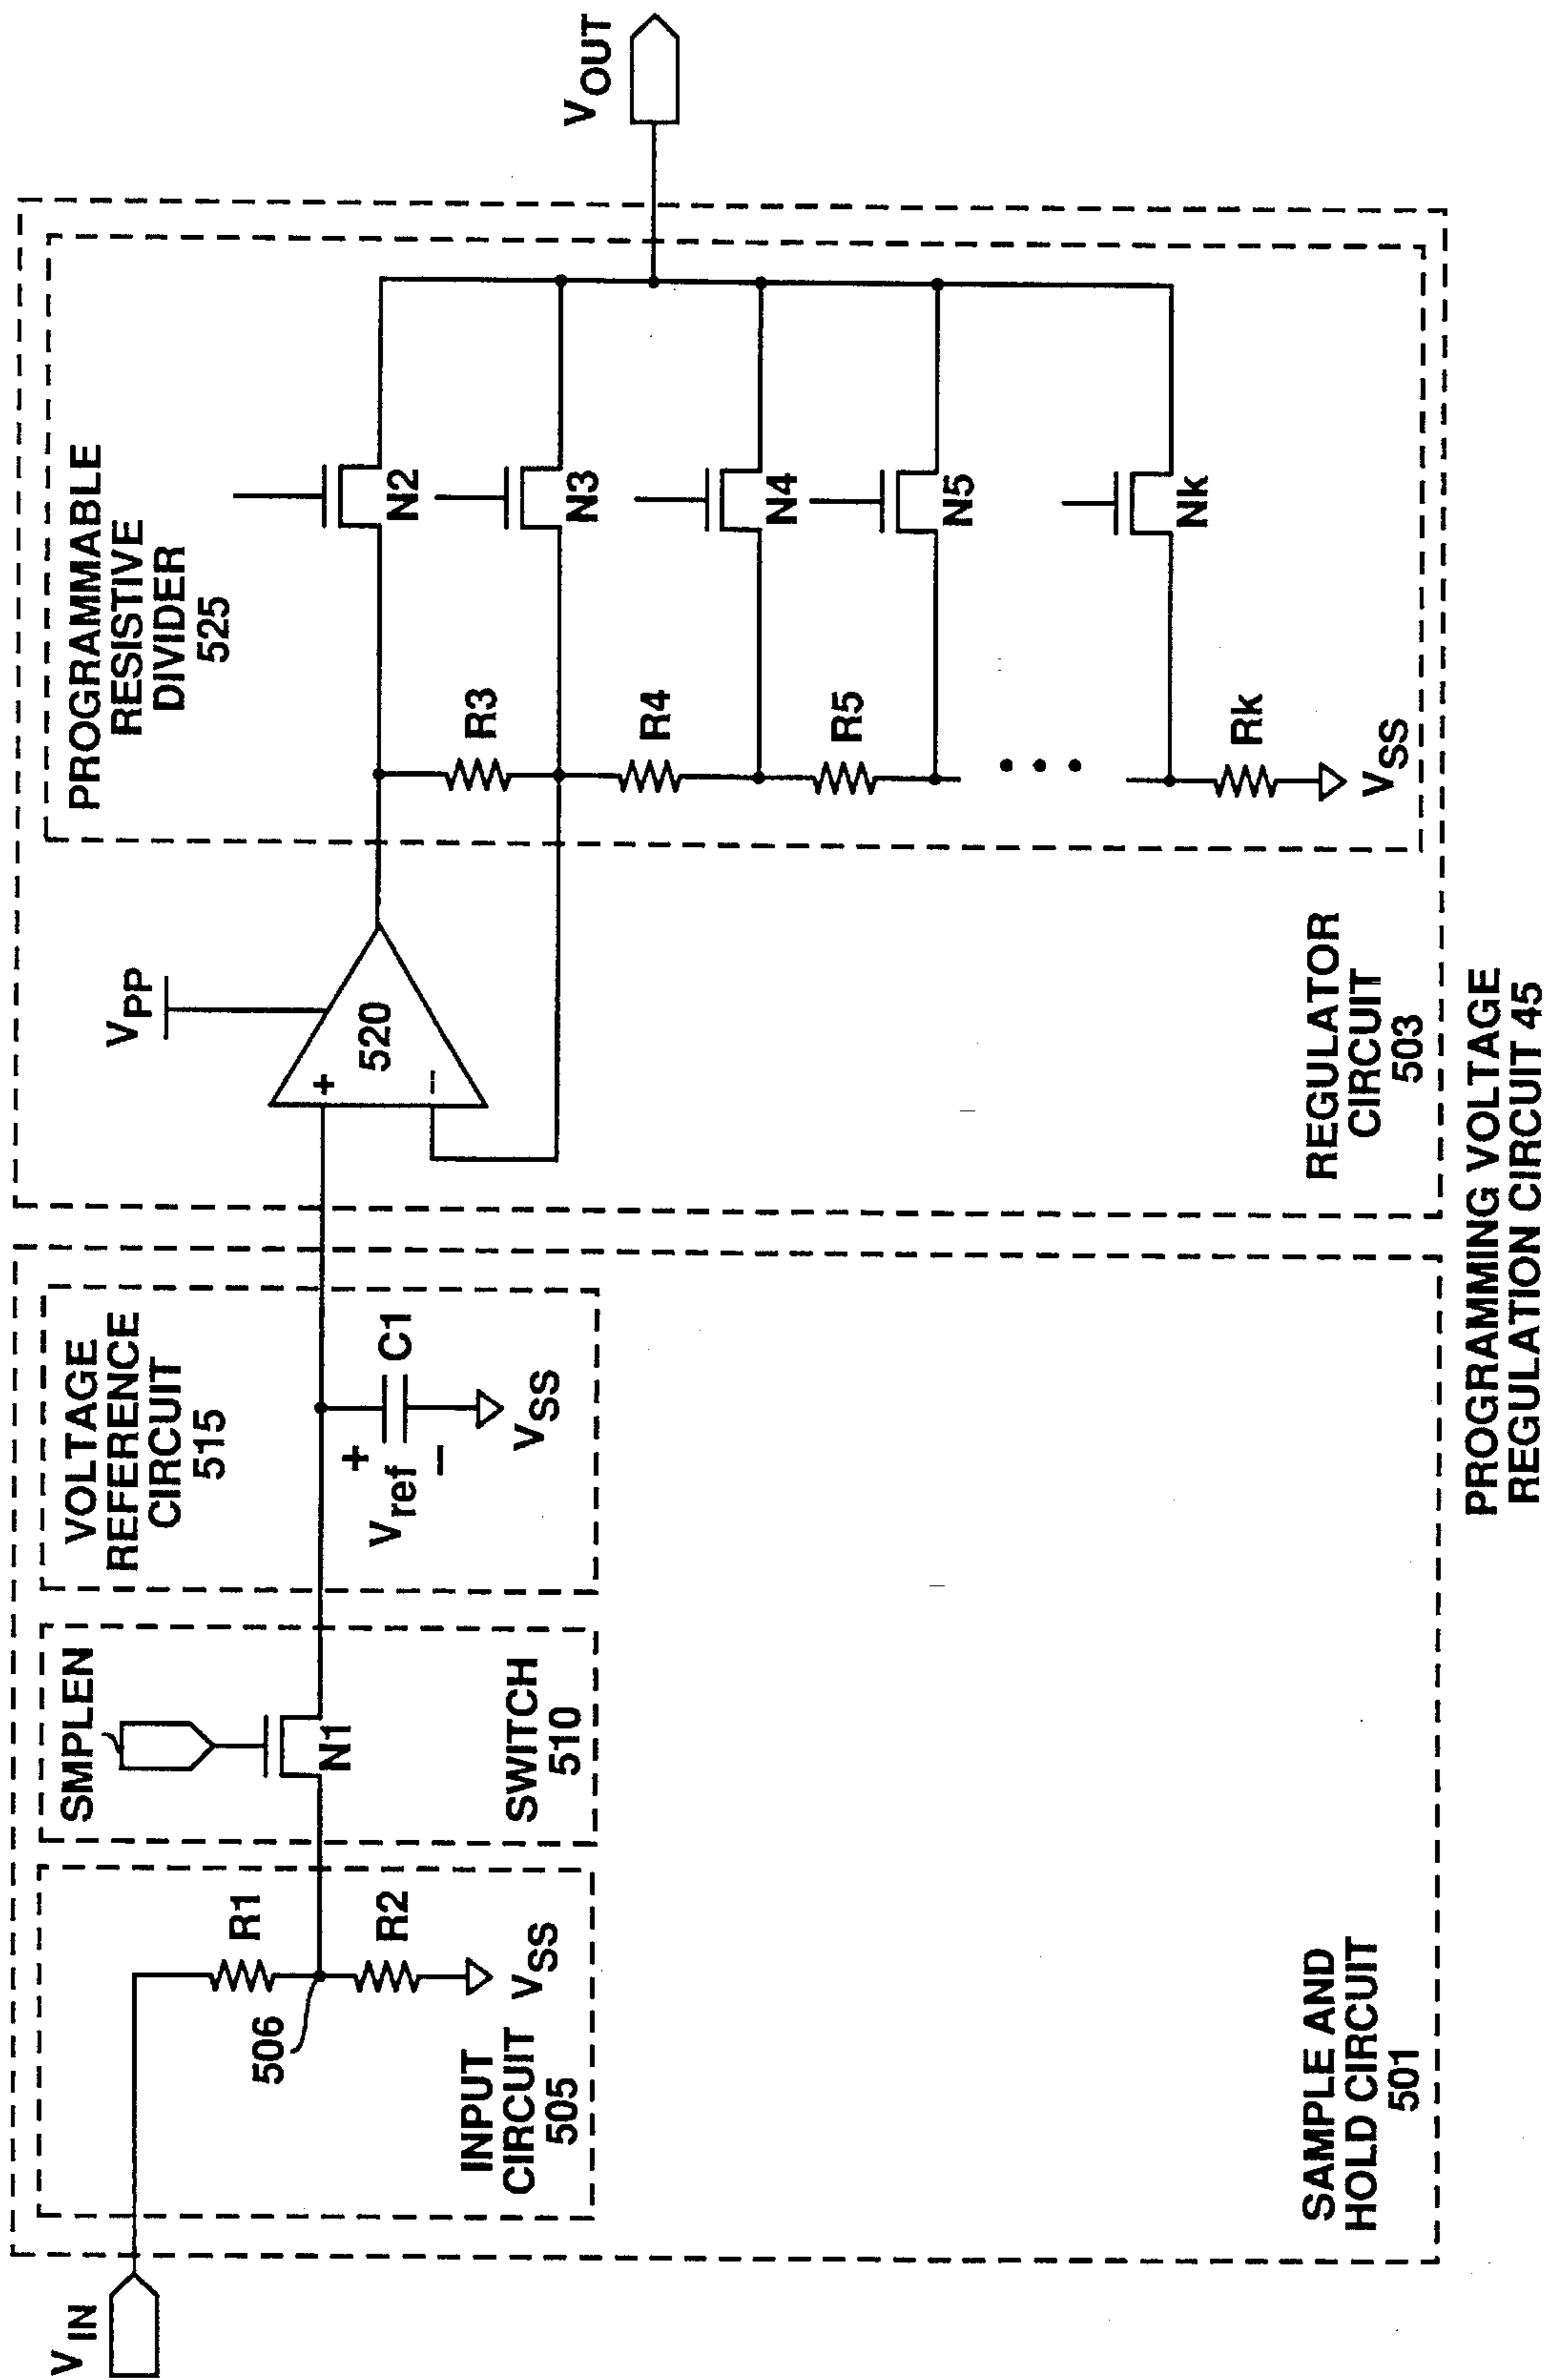 VIN
INPUT
CIRCUIT
505
506
R1
R2
VSS
SMPLEN
N1
SWITCH
510
VOLTAGE
REFERENCE
CIRCUIT
515
+
Vref
−
C1
VSS
SAMPLE AND
HOLD CIRCUIT
501
VPP
+
520
−
PROGRAMMABLE
RESISTIVE
DIVIDER
525
R3
R4
R5
• • •
Rk
VSS
N2
N3
N4
N5
Nk
VOUT
REGULATOR
CIRCUIT
503
PROGRAMMING VOLTAGE
REGULATION CIRCUIT 45